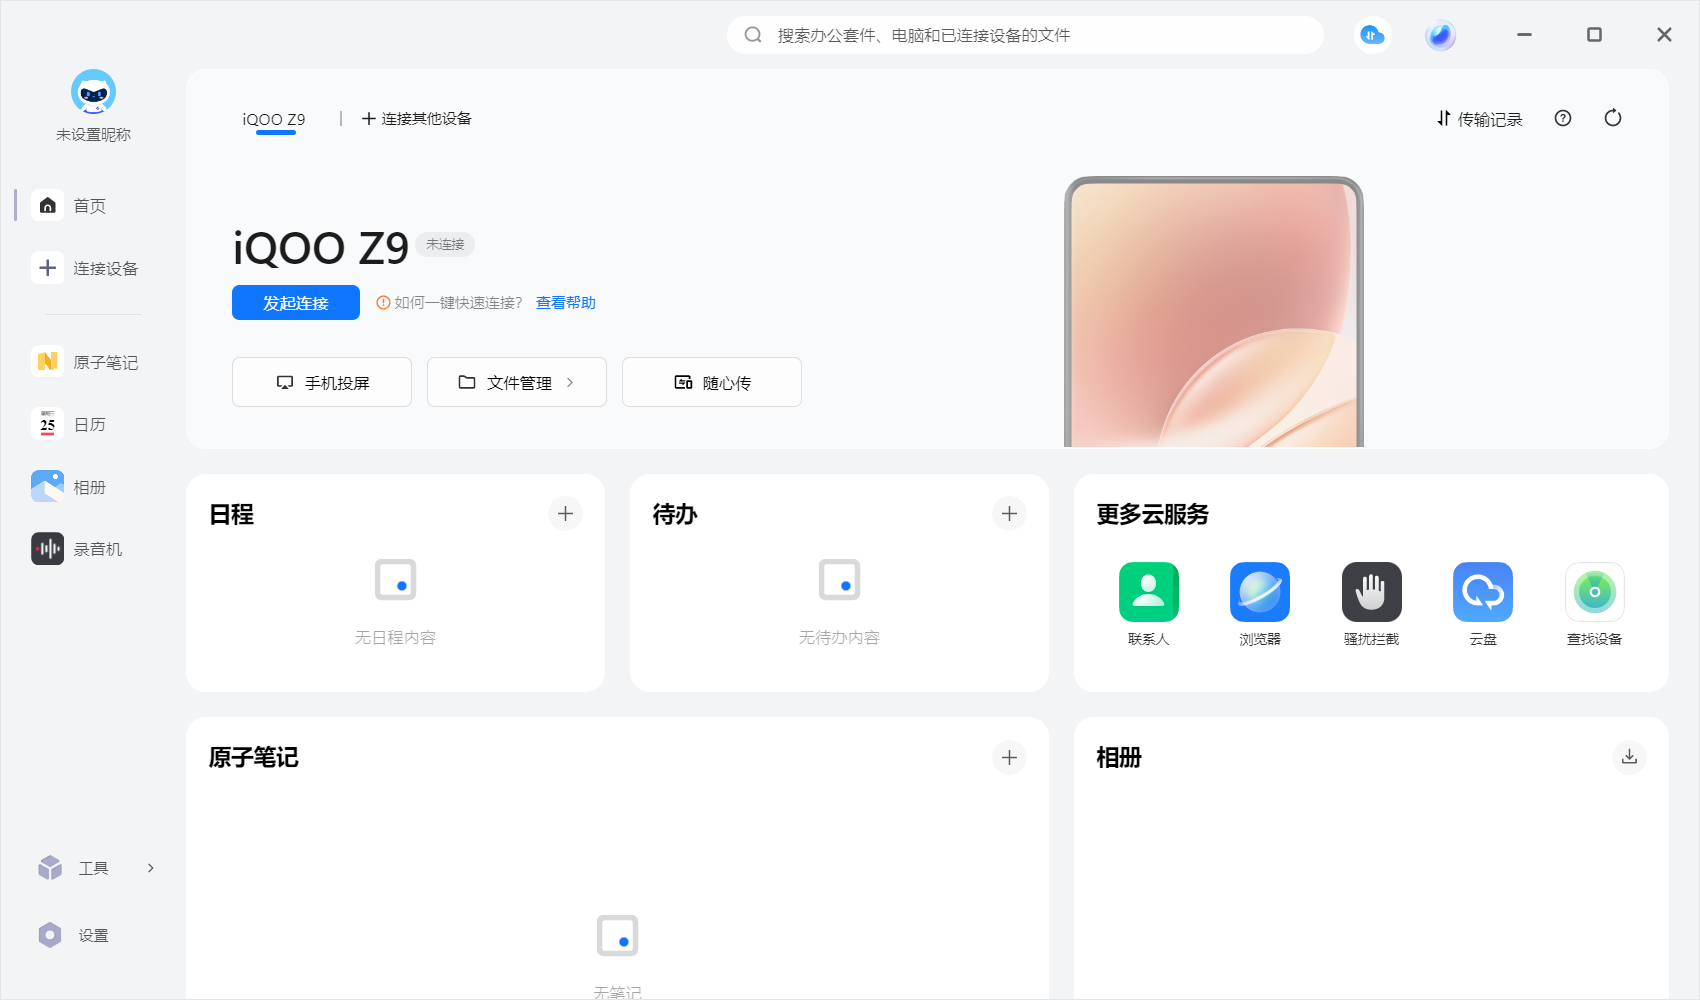 搜索办公套件、电脑和已连接设备的文件
未设置昵称
首页
连接设备
原子笔记
25
日历
相册
录音机
工具
设置
iQOO Z9
连接其他设备
传输记录
iQOO Z9 未连接
发起连接 如何一键快速连接? 查看帮助
手机投屏 文件管理 随心传
日程
无日程内容
待办
无待办内容
更多云服务
联系人 浏览器 骚扰拦截 云盘 查找设备
原子笔记
无笔记
相册